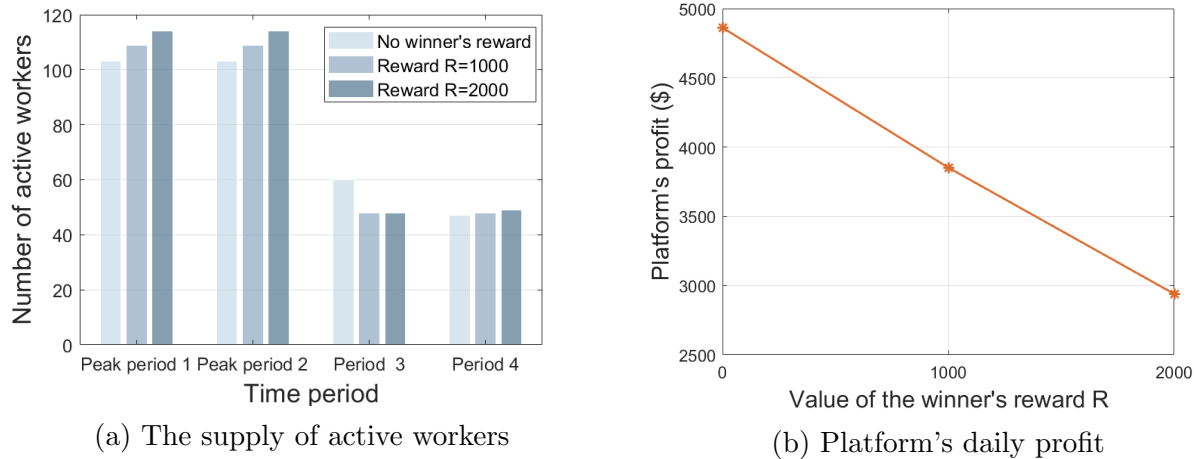 120
100
80
60
40
20
0
Number of active workers
No winner's reward
Reward R=1000
Reward R=2000
Peak period 1 Peak period 2 Period 3 Period 4
Time period
(a) The supply of active workers
5000
4500
4000
3500
3000
2500
Platform's profit ($)
0 1000 2000
Value of the winner's reward R
(b) Platform's daily profit